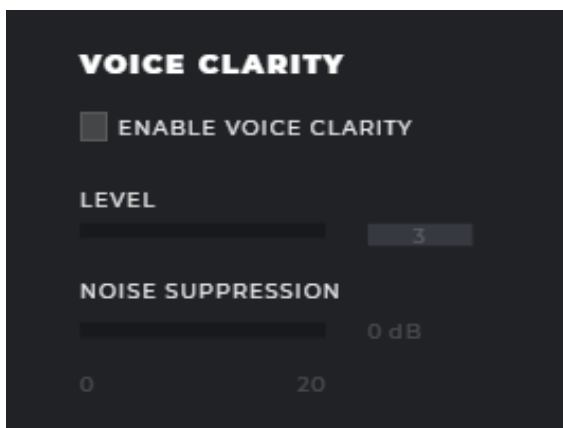 VOICE CLARITY
ENABLE VOICE CLARITY
LEVEL
3
NOISE SUPPRESSION
0 dB
0 20